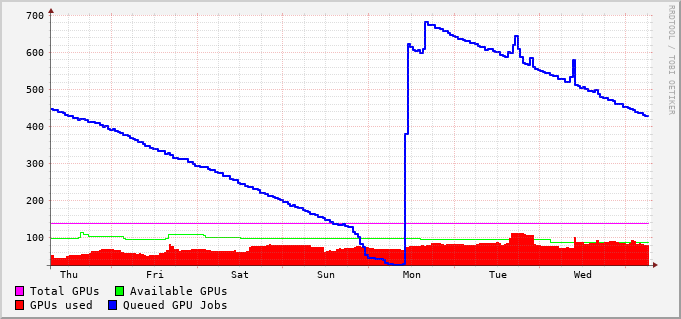 700
600
500
400
300
200
100
Thu Fri Sat Sun Mon Tue Wed
Total GPUs Available GPUs
GPUs used Queued GPU Jobs
RRDTOOL / TOBI OETIKER